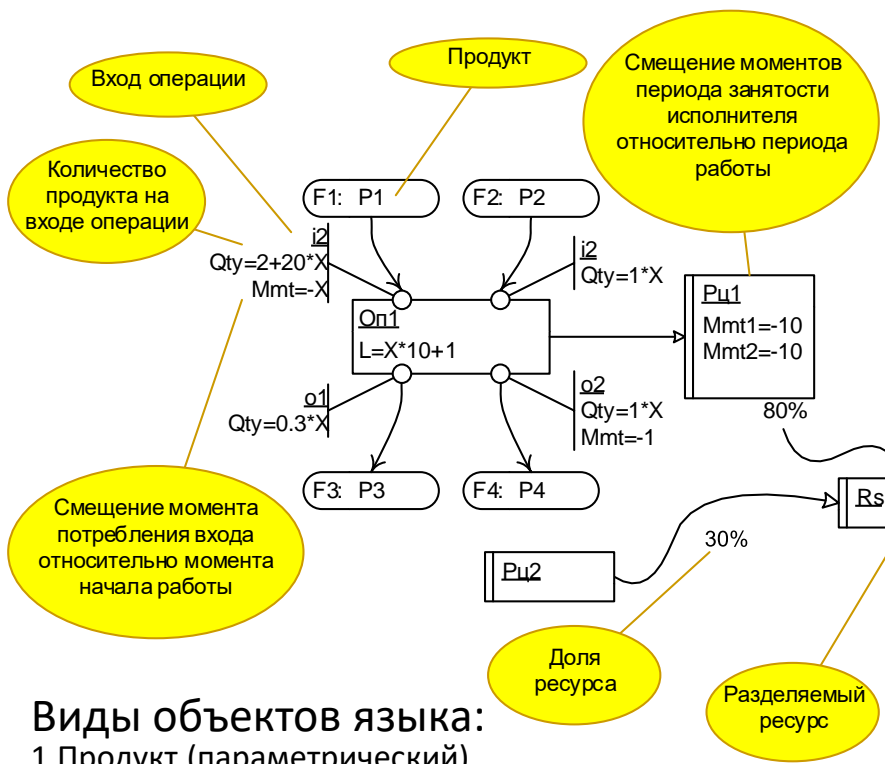 Вход операции
Продукт
Смещение моментов
периода занятости
исполнителя
относительно периода
работы
Количество
продукта на
входе операции
F1: P1
F2: P2
i2
Qty=2+20*X
Mmt=-X
i2
Qty=1*X
Оп1
L=X*10+1
Рц1
Mmt1=-10
Mmt2=-10
o1
Qty=0.3*X
o2
Qty=1*X
Mmt=-1
80%
F3: P3
F4: P4
Rs
Смещение момента
потребления входа
относительно момента
начала работы
30%
Рц2
Доля
ресурса
Разделяемый
ресурс
Виды объектов языка:
1 Продукт (параметрический)